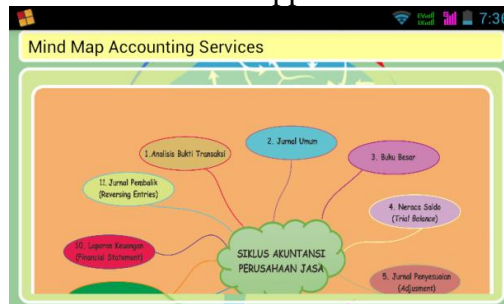 7:36
Mind Map Accounting Services
1.Analisis Bukti Transaksi
2. Jurnal Umum
3. Buku Besar
4. Neraca Saldo
(Trial Balance)
5. Jurnal Penyesuaian
(Adjusment)
SIKLUS AKUNTANSI
PERUSAHAAN JASA
10. Laporan Keuangan
(Financial Statement)
11. Jurnal Pembalik
(Reversing Entries)